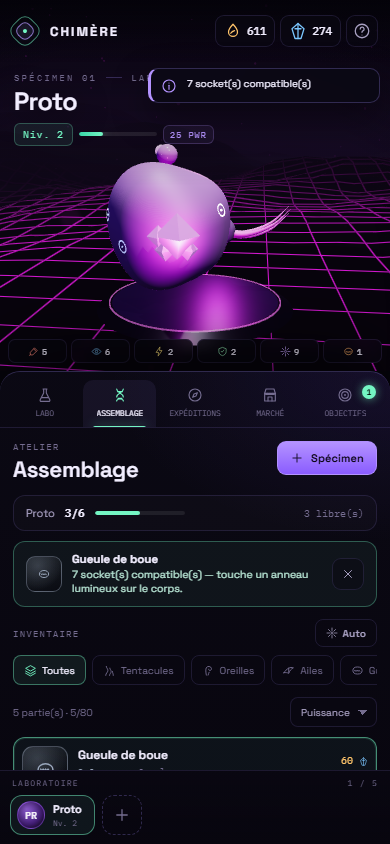 CHIMÈRE
611
274
SPÉCIMEN 01
7 socket(s) compatible(s)
Proto
Niv. 2
25 PWR
5
6
2
2
9
1
LABO
ASSEMBLAGE
EXPÉDITIONS
MARCHÉ
OBJECTIFS
1
ATELIER
Assemblage
+ Spécimen
Proto 3/6
3 libre(s)
Gueule de boue
7 socket(s) compatible(s) — touche un anneau
lumineux sur le corps.
INVENTAIRE
Auto
Toutes
Tentacules
Oreilles
Ailes
5 partie(s) · 5/80
Puissance
Gueule de boue
60
LABORATOIRE
1 / 5
PR
Proto
Nv. 2
+